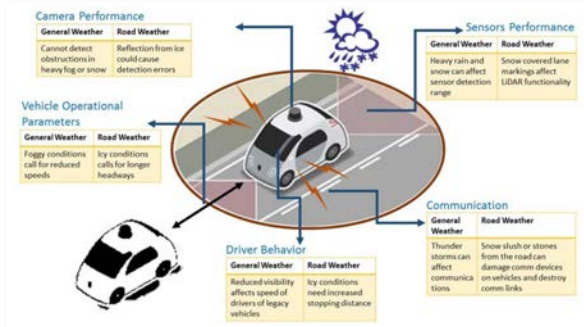 Camera Performance
General Weather
Road Weather
Cannot detect
obstructions in
heavy fog or snow
Reflection from ice
could cause
detection errors
Sensors Performance
General Weather
Road Weather
Heavy rain and
snow can affect
sensor detection
range
Snow covered lane
markings affect
LiDAR functionality
Vehicle Operational
Parameters
General Weather
Road Weather
Foggy conditions
call for reduced
speeds
Icy conditions
calls for longer
headways
Driver Behavior
General Weather
Road Weather
Reduced visibility
affects speed of
drivers of legacy
vehicles
Icy conditions
need increased
stopping distance
Communication
General
Weather
Road Weather
Thunder
storms can
affect
communica
tions
Snow slush or stones
from the road can
damage comm devices
on vehicles and destroy
comm links